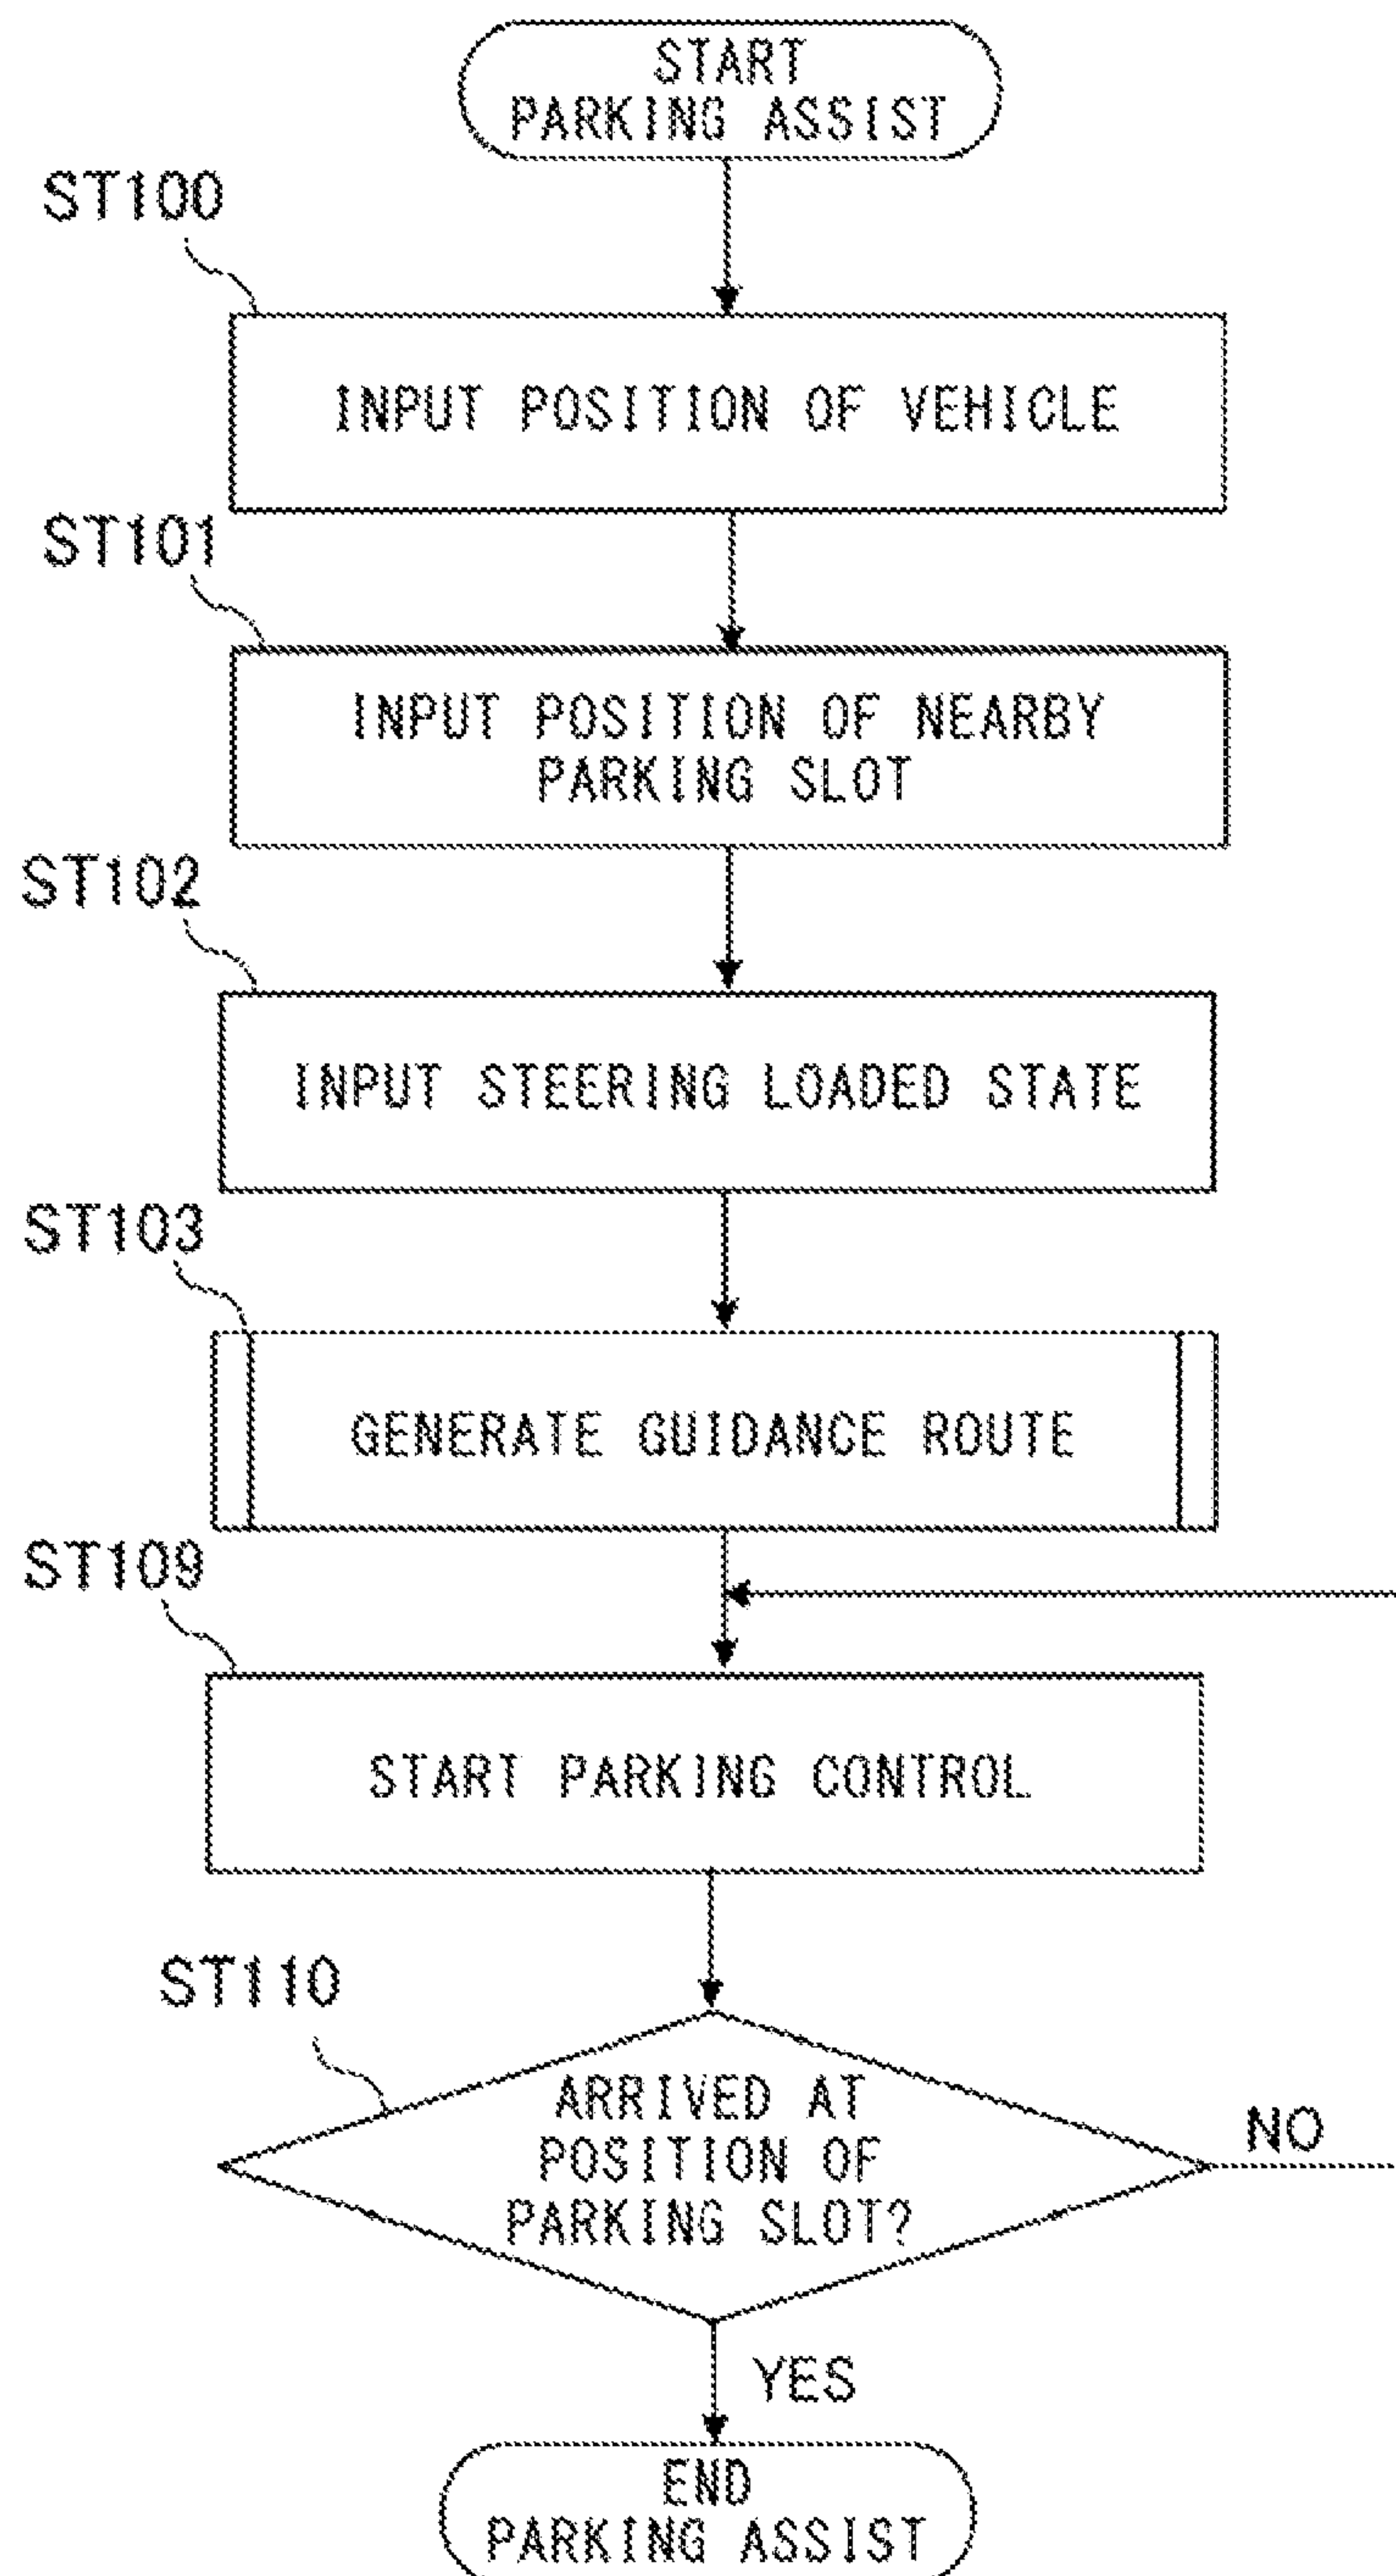 START
PARKING ASSIST
ST100
INPUT POSITION OF VEHICLE
ST101
INPUT POSITION OF NEARBY
PARKING SLOT
ST102
INPUT STEERING LOADED STATE
ST103
GENERATE GUIDANCE ROUTE
ST109
START PARKING CONTROL
ST110
ARRIVED AT
POSITION OF
PARKING SLOT?
NO
YES
END
PARKING ASSIST